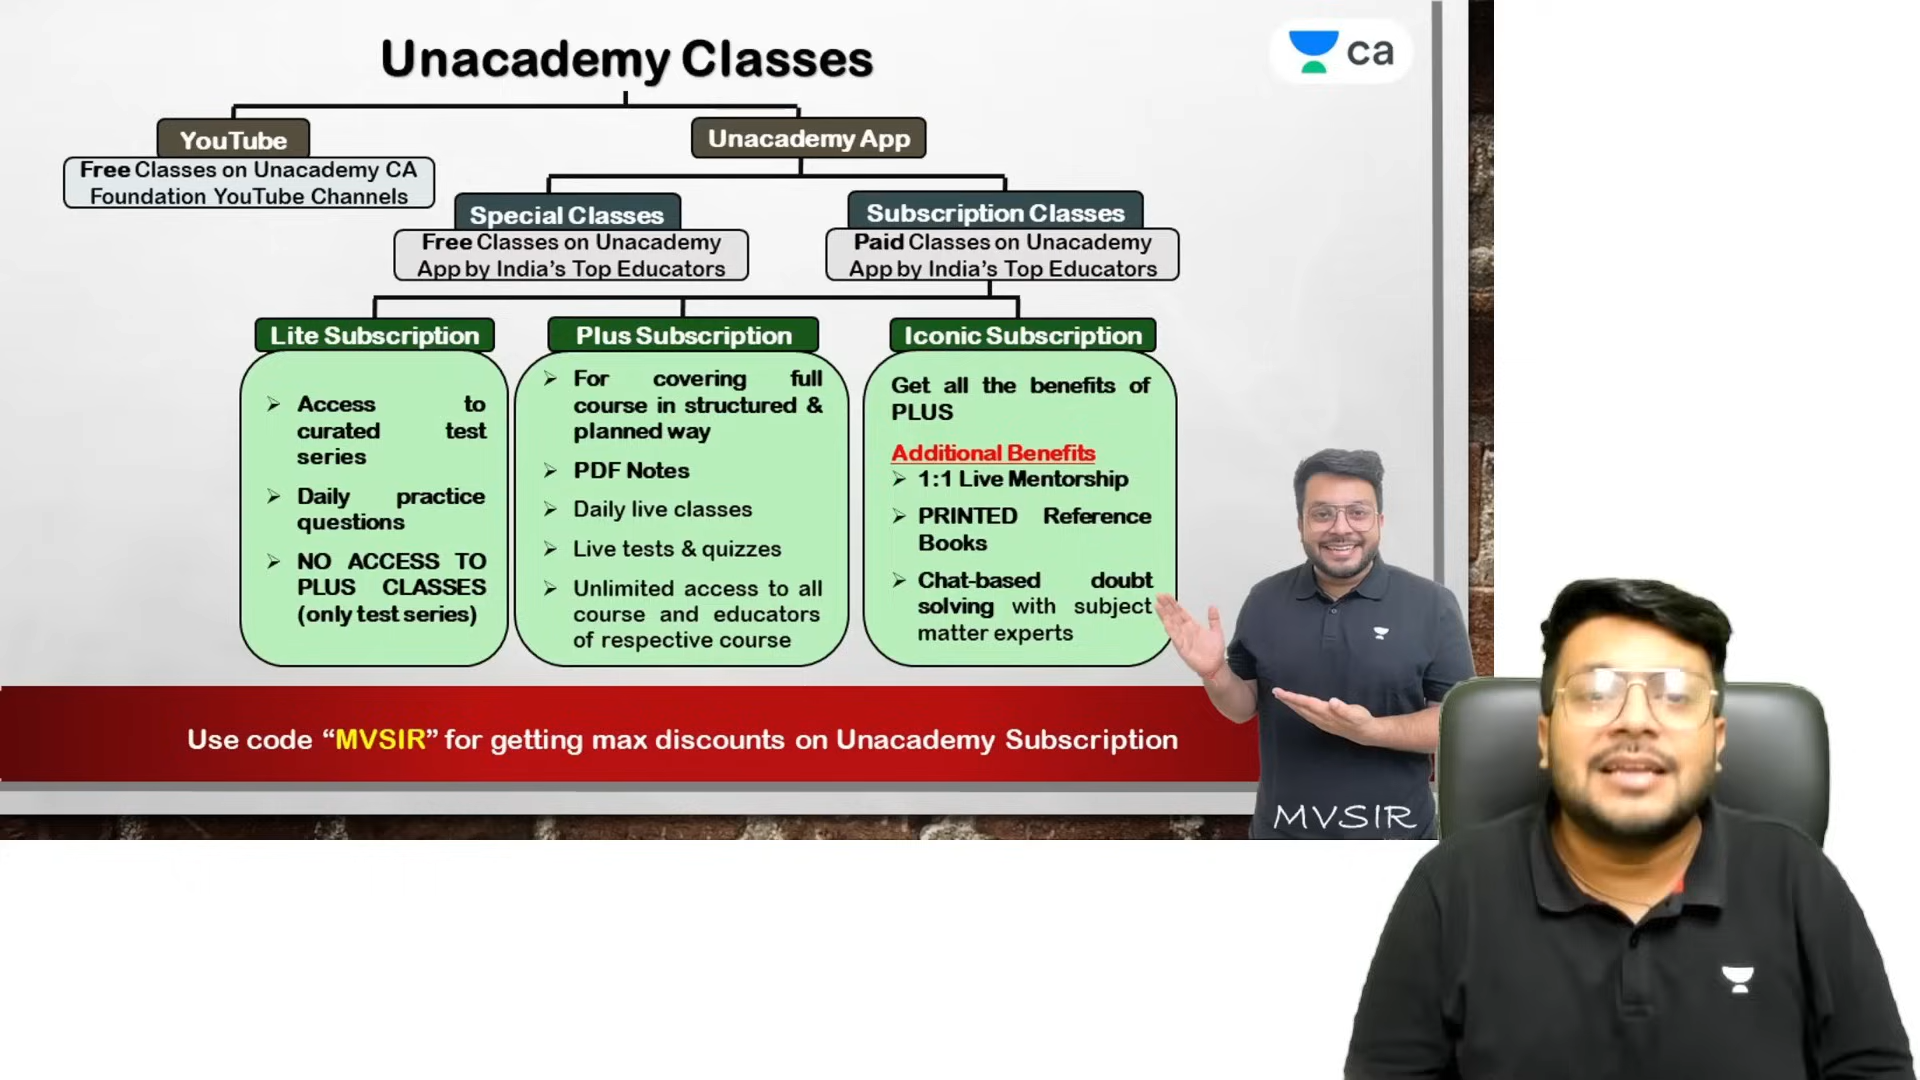 Unacademy Classes
ca
YouTube
Free Classes on Unacademy CA
Foundation YouTube Channels
Unacademy App
Special Classes
Free Classes on Unacademy
App by India's Top Educators
Subscription Classes
Paid Classes on Unacademy
App by India's Top Educators
Lite Subscription
Access to
curated test
series
Daily practice
questions
NO ACCESS TO
PLUS CLASSES
(only test series)
Plus Subscription
For covering full
course in structured &
planned way
PDF Notes
Daily live classes
Live tests & quizzes
Unlimited access to all
course and educators
of respective course
Iconic Subscription
Get all the benefits of
PLUS
Additional Benefits
1:1 Live Mentorship
PRINTED Reference
Books
Chat-based doubt
solving with subject
matter experts
Use code “MVSIR” for getting max discounts on Unacademy Subscription
MVSIR